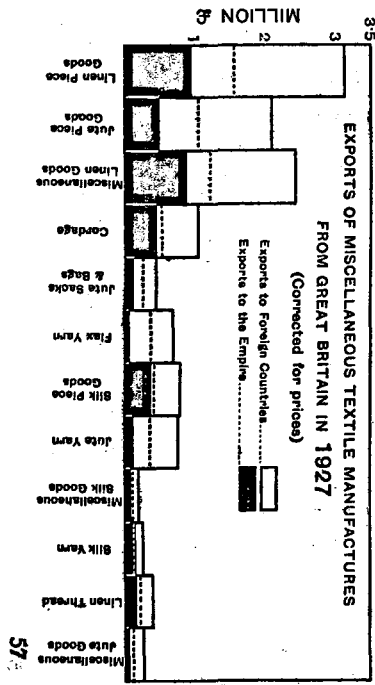 EXPORTS OF MISCELLANEOUS TEXTILE MANUFACTURES
FROM GREAT BRITAIN IN 1927
(Corrected for prices)
Exports to Foreign Countries
Exports to the Empire
MILLION £
1
2
3
3·5
Linen Piece
Goods
Jute Piece
Goods
Miscellaneous
Linen Goods
Cordage
Jute Sacks
& Bags
Flax Yarn
Silk Piece
Goods
Jute Yarn
Miscellaneous
Silk Goods
Silk Yarn
Linen Thread
Miscellaneous
Jute Goods
57